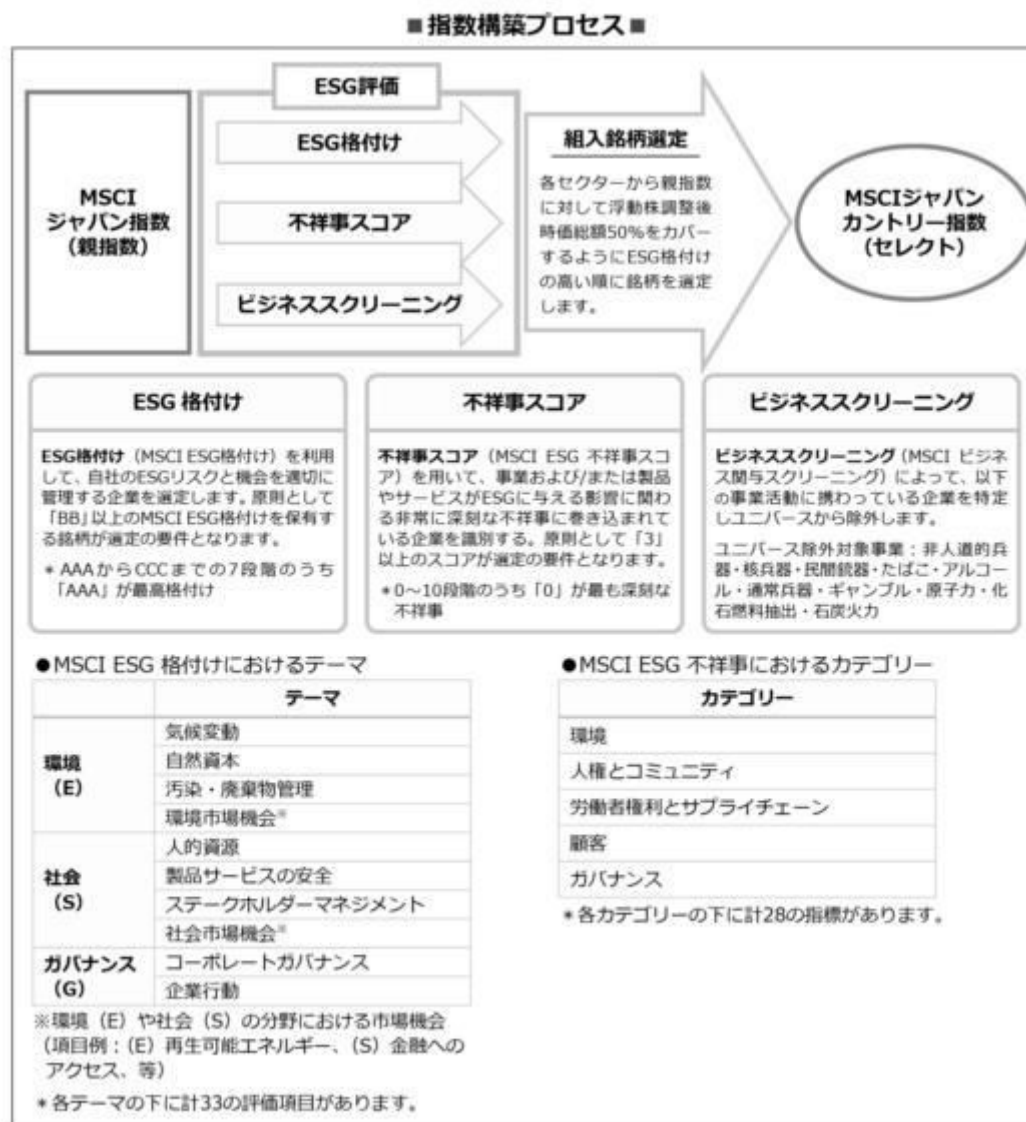 ■指数構築プロセス■
ESG評価
ESG格付け
不祥事スコア
ビジネススクリーニング
MSCI
ジャパン指数
（親指数）
組入銘柄選定
各セクターから親指数
に対して浮動株調整後
時価総額50%をカバー
するようにESG格付け
の高い順に銘柄を選定
します。
MSCIジャパン
カントリー指数
（セレクト）
ESG 格付け
ESG格付け（MSCI ESG格付け）を利用
して、自社のESGリスクと機会を適切に
管理する企業を選定します。原則として
「BB」以上のMSCI ESG格付けを保有す
る銘柄が選定の要件となります。
＊AAAからCCCまでの7段階のうち
「AAA」が最高格付け
不祥事スコア
不祥事スコア（MSCI ESG 不祥事スコ
ア）を用いて、事業および/または製品
やサービスがESGに与える影響に関わ
る非常に深刻な不祥事に巻き込まれて
いる企業を識別する。原則として「3」
以上のスコアが選定の要件となります。
＊0～10段階のうち「0」が最も深刻な
不祥事
ビジネススクリーニング
ビジネススクリーニング（MSCI ビジネ
ス関与スクリーニング）によって、以下
の事業活動に携わっている企業を特定
しユニバースから除外します。
ユニバース除外対象事業：非人道的兵
器・核兵器・民間銃器・たばこ・アルコー
ル・通常兵器・ギャンブル・原子力・化
石燃料抽出・石炭火力
●MSCI ESG 格付けにおけるテーマ
テーマ
環境
（E）
気候変動
自然資本
汚染・廃棄物管理
環境市場機会※
社会
（S）
人的資源
製品サービスの安全
ステークホルダーマネジメント
社会市場機会※
ガバナンス
（G）
コーポレートガバナンス
企業行動
※環境（E）や社会（S）の分野における市場機会
（項目例：（E）再生可能エネルギー、（S）金融への
アクセス、等）
＊各テーマの下に計33の評価項目があります。
●MSCI ESG 不祥事におけるカテゴリー
カテゴリー
環境
人権とコミュニティ
労働者権利とサプライチェーン
顧客
ガバナンス
＊各カテゴリーの下に計28の指標があります。